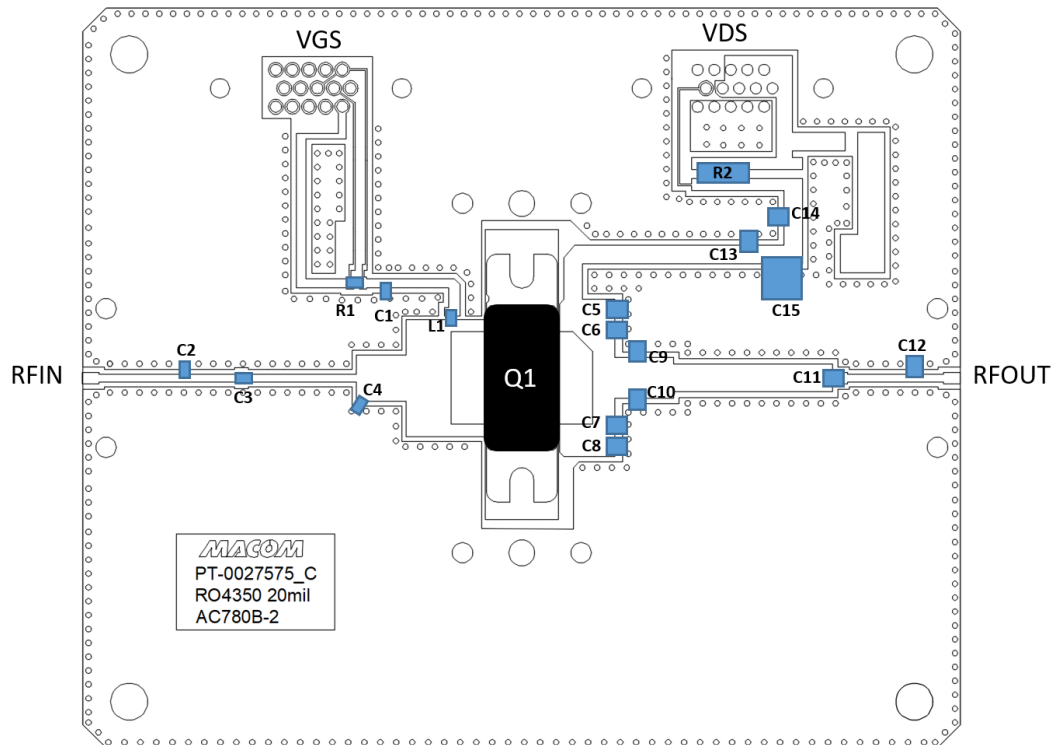 VGS
VDS
R2
C14
C13
C15
R1
C1
L1
C5
C6
C9
C2
C3
C4
RFIN
Q1
C12
C11
RFOUT
C10
C7
C8
MACOM
PT-0027575_C
RO4350 20mil
AC780B-2